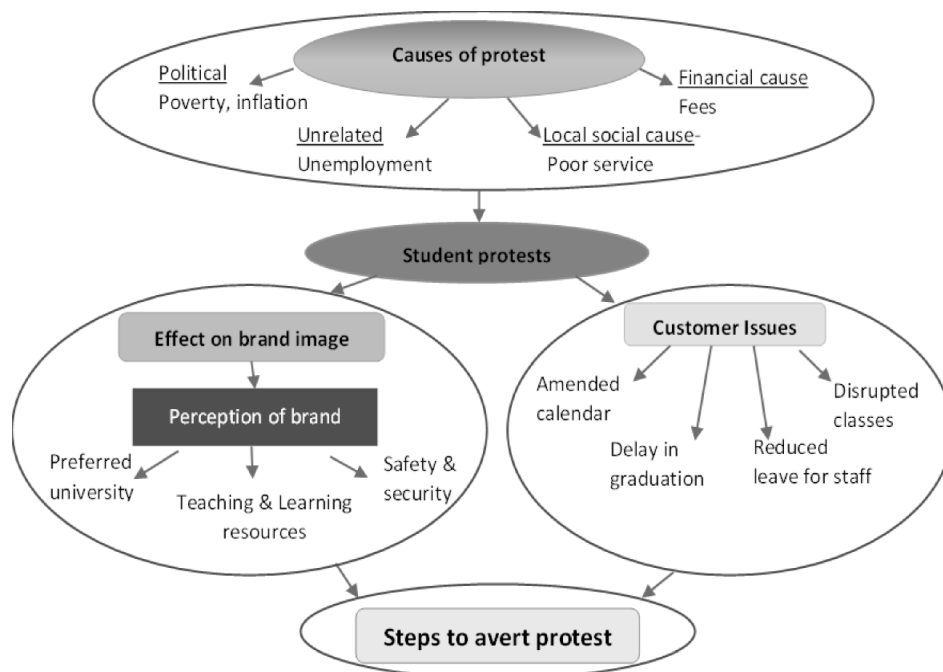 Causes of protest
Political
Poverty, inflation
Financial cause
Fees
Unrelated
Unemployment
Local social cause-
Poor service
Student protests
Effect on brand image
Perception of brand
Preferred
university
Teaching & Learning
resources
Safety &
security
Customer Issues
Amended
calendar
Delay in
graduation
Reduced
leave for staff
Disrupted
classes
Steps to avert protest